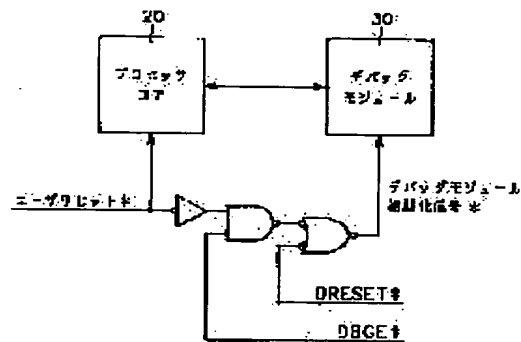 20
プロセッサ
コア
30
デバッグ
モジュール
ユーザリセット*
デバッグモジュール
初期化信号*
DRESET*
DBGE*